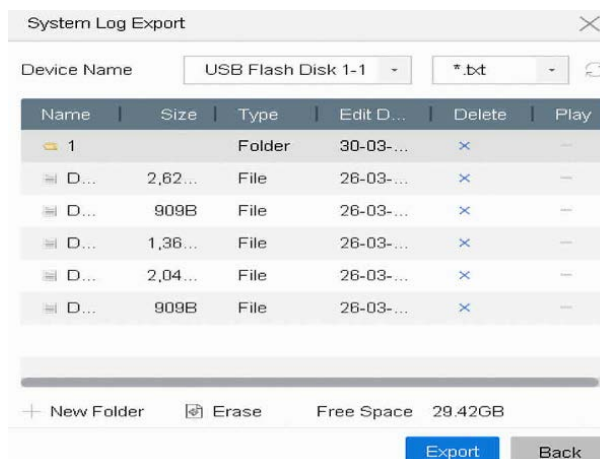 System Log Export
Device Name USB Flash Disk 1-1 *.txt
Name Size Type Edit D... Delete Play
1 Folder 30-03-...
D... 2,62... File 26-03-...
D... 909B File 26-03-...
D... 1,36... File 26-03-...
D... 2,04... File 26-03-...
D... 909B File 26-03-...
New Folder Erase Free Space 29.42GB
Export Back